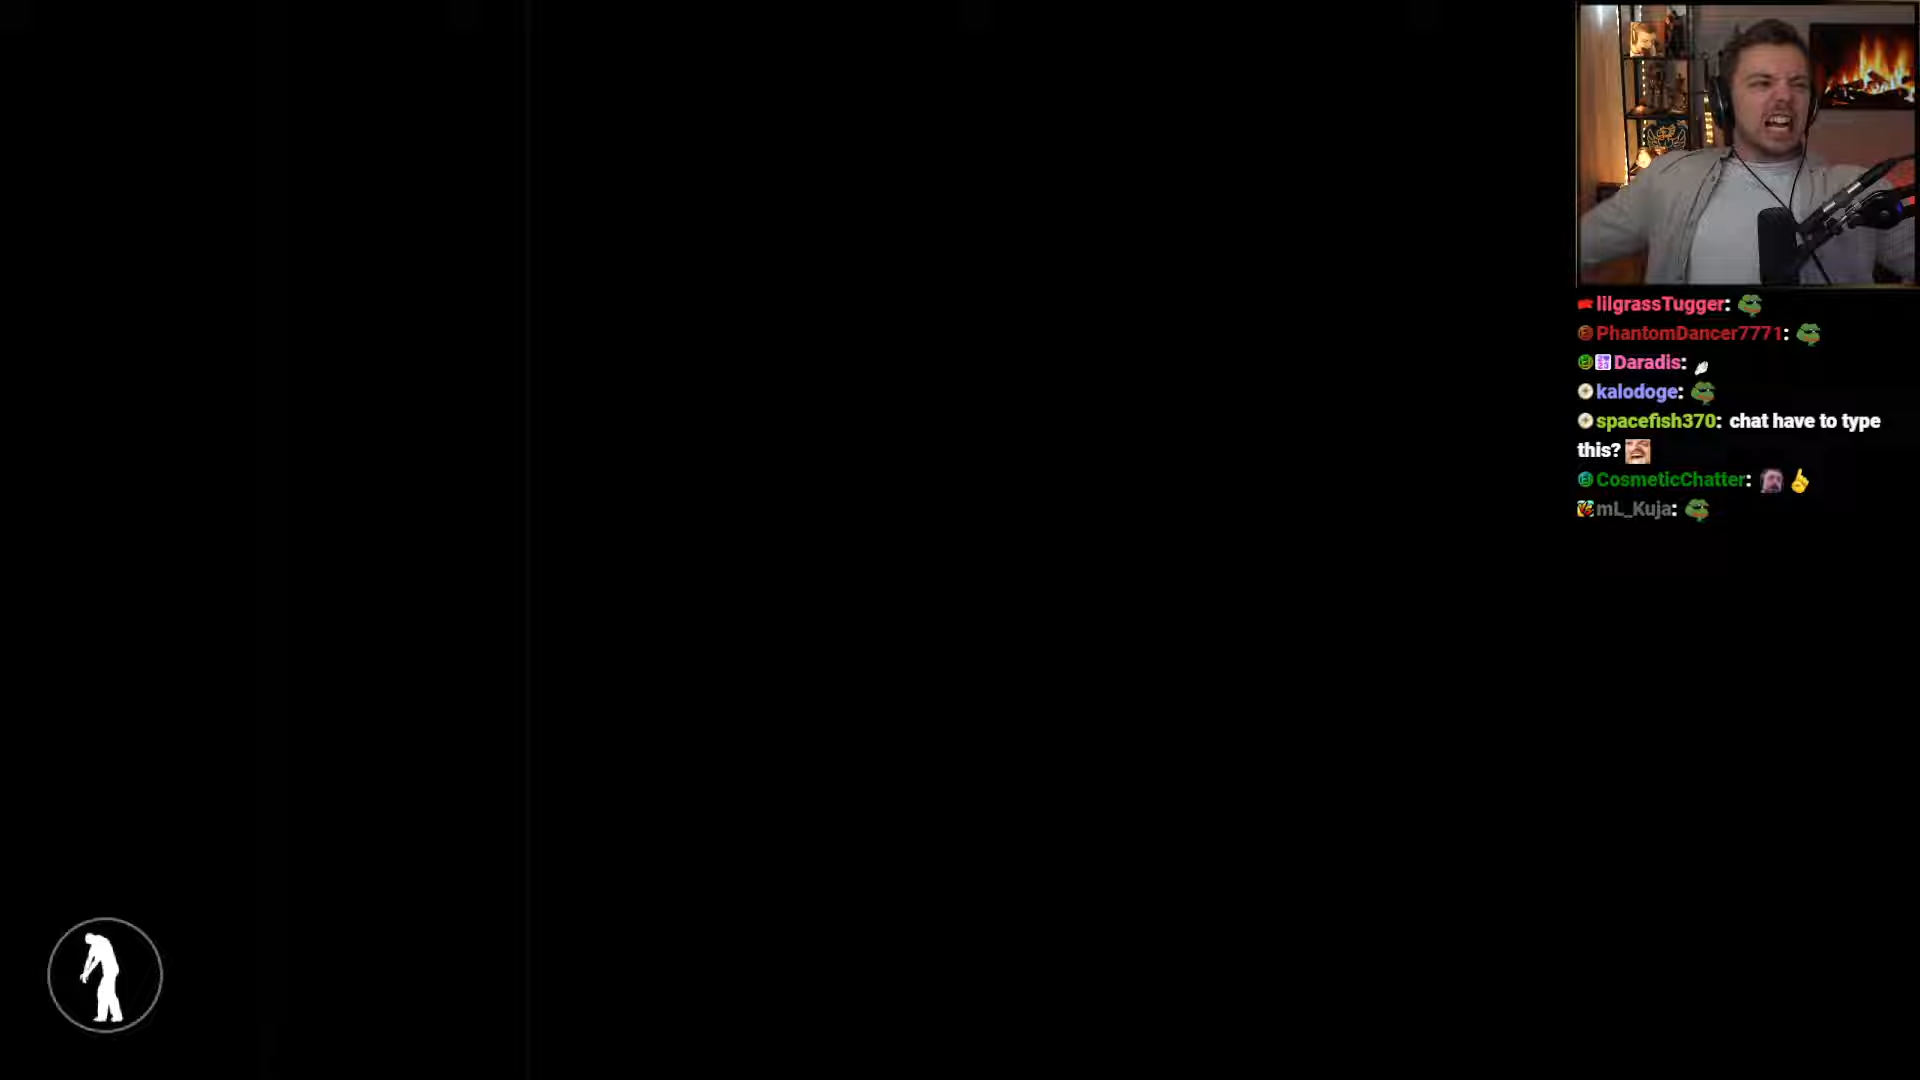 lilgrassTugger:
PhantomDancer7771:
Daradis:
kalodoge:
spacefish370: chat have to type
this?
CosmeticChatter:
mL_Kuja: